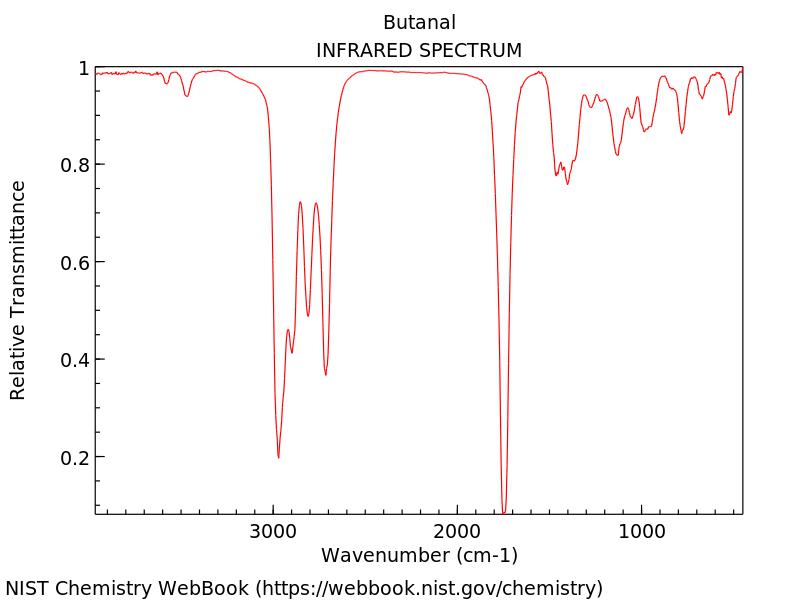 Butanal
INFRARED SPECTRUM
1
0.8
0.6
0.4
0.2
Relative Transmittance
3000 2000 1000
Wavenumber (cm-1)
NIST Chemistry WebBook (https://webbook.nist.gov/chemistry)